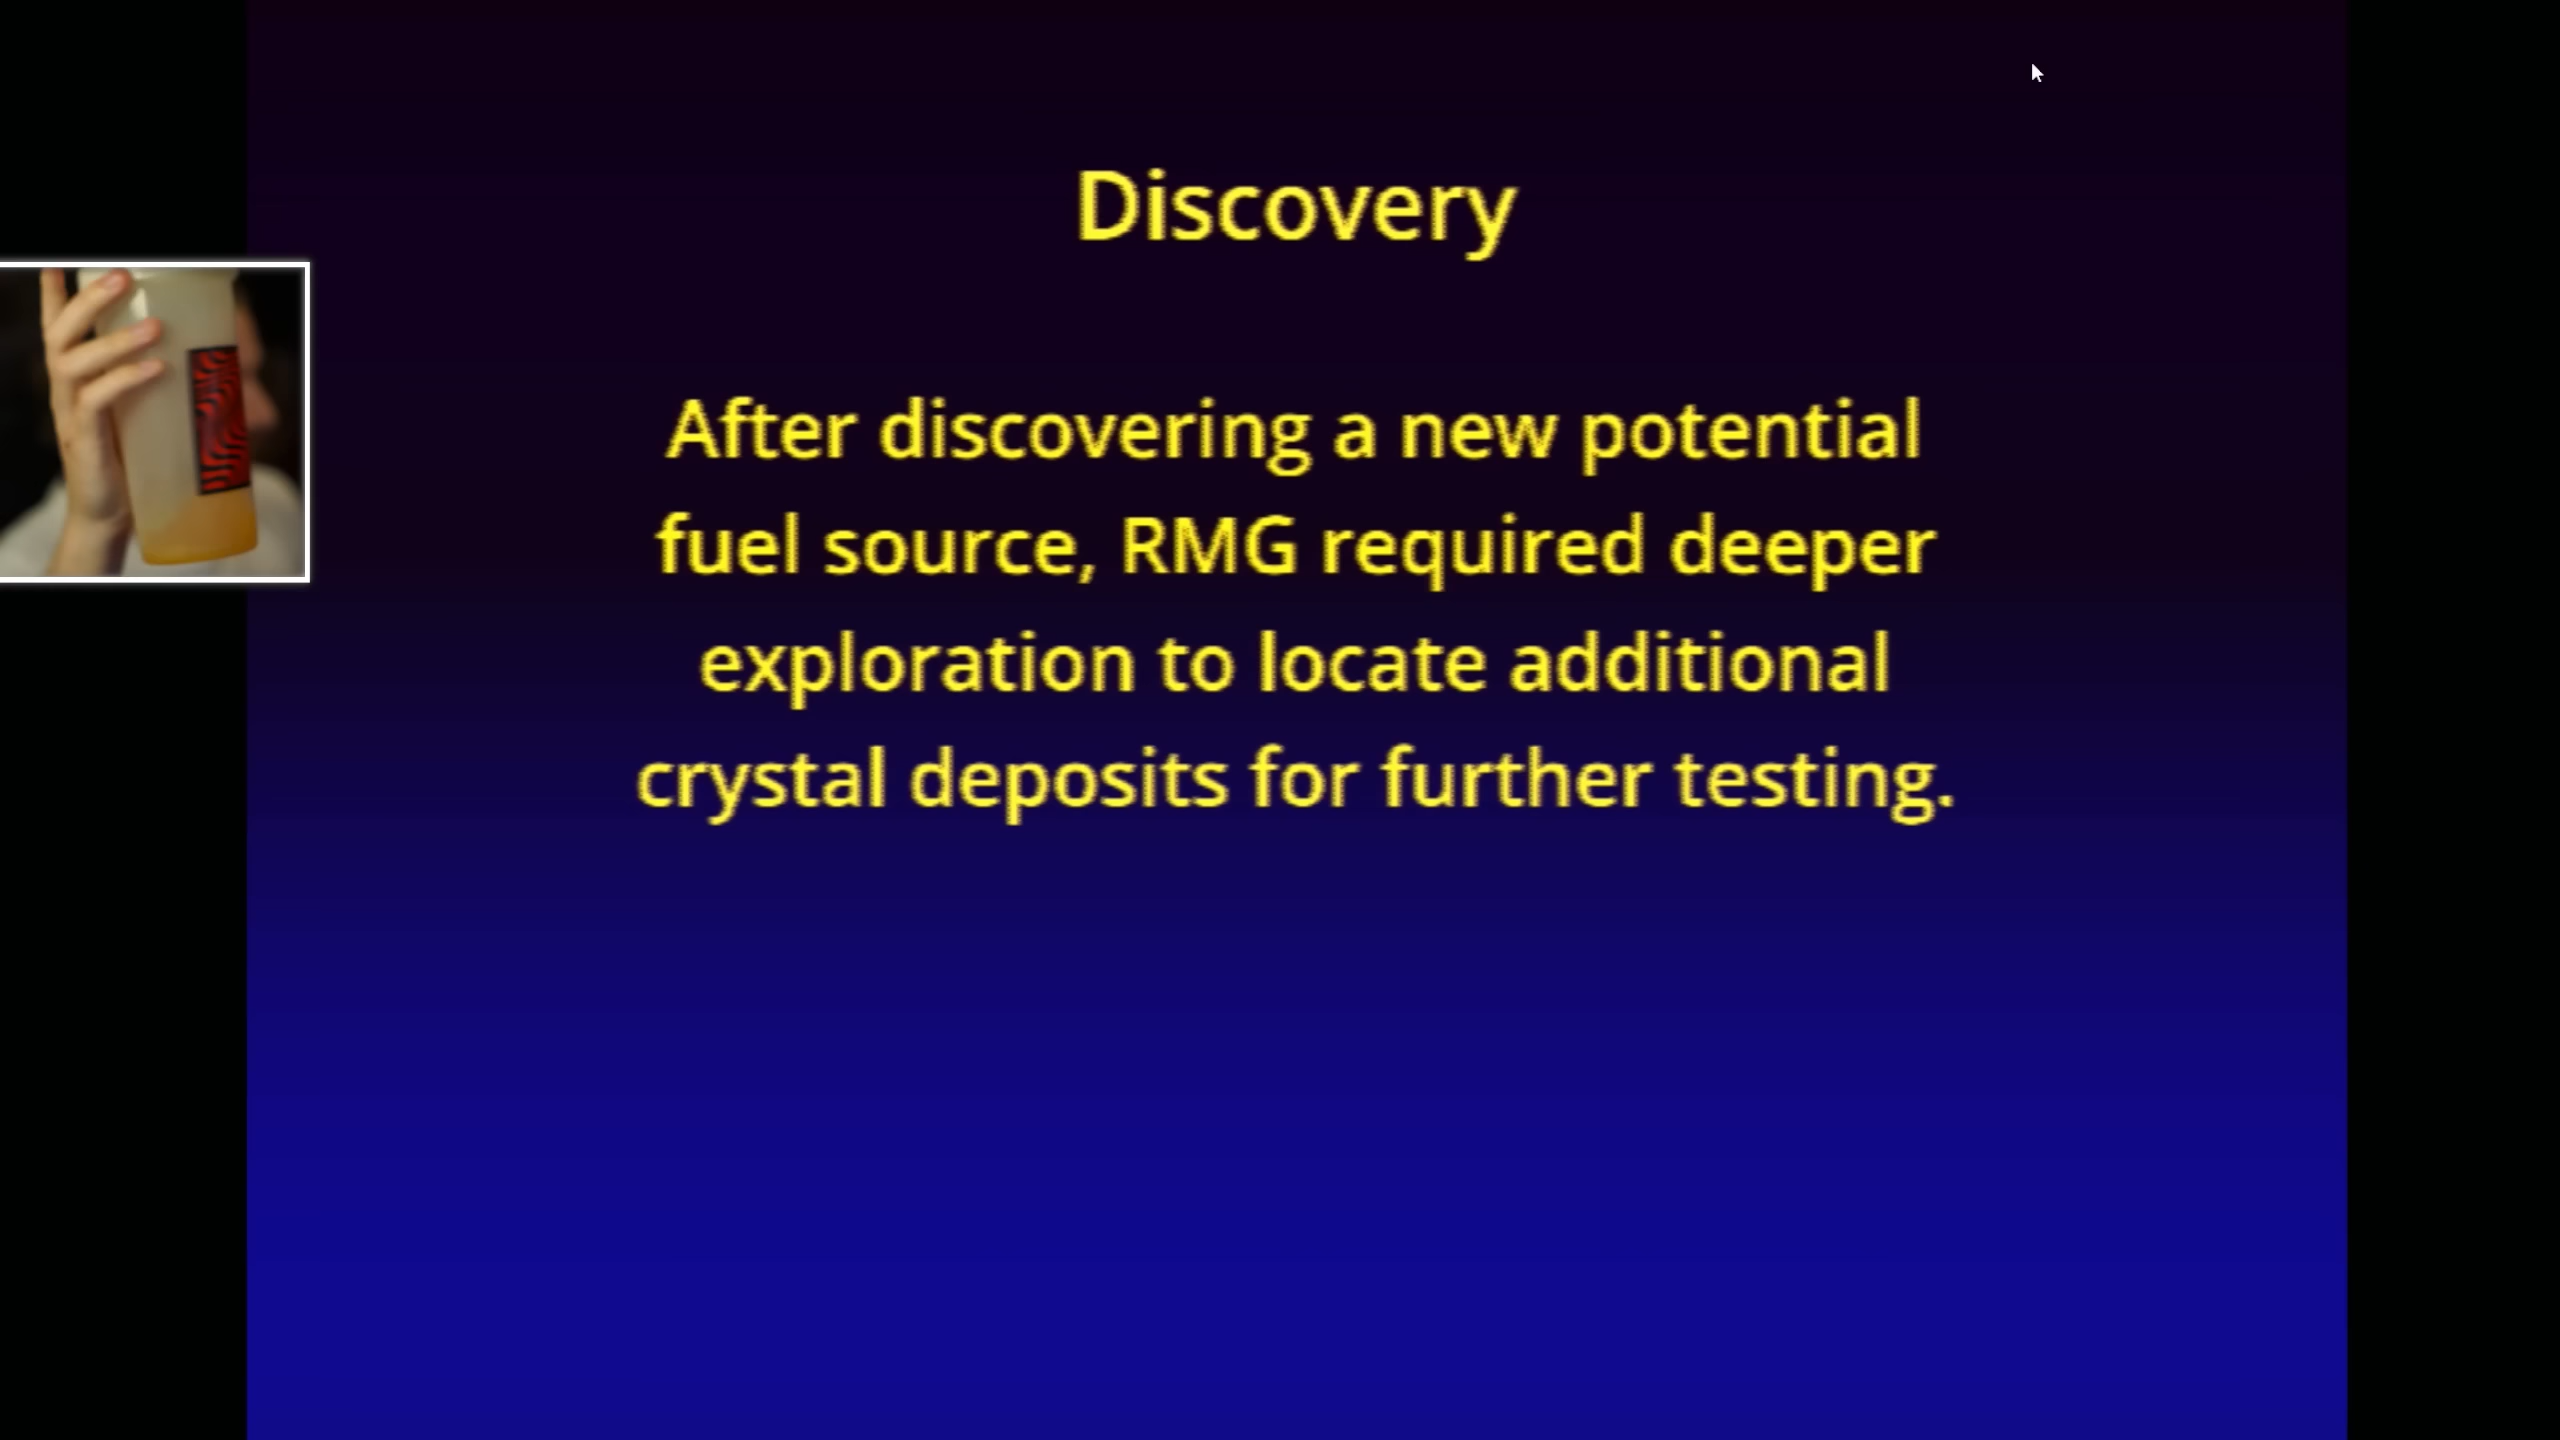 Discovery
After discovering a new potential
fuel source, RMG required deeper
exploration to locate additional
crystal deposits for further testing.